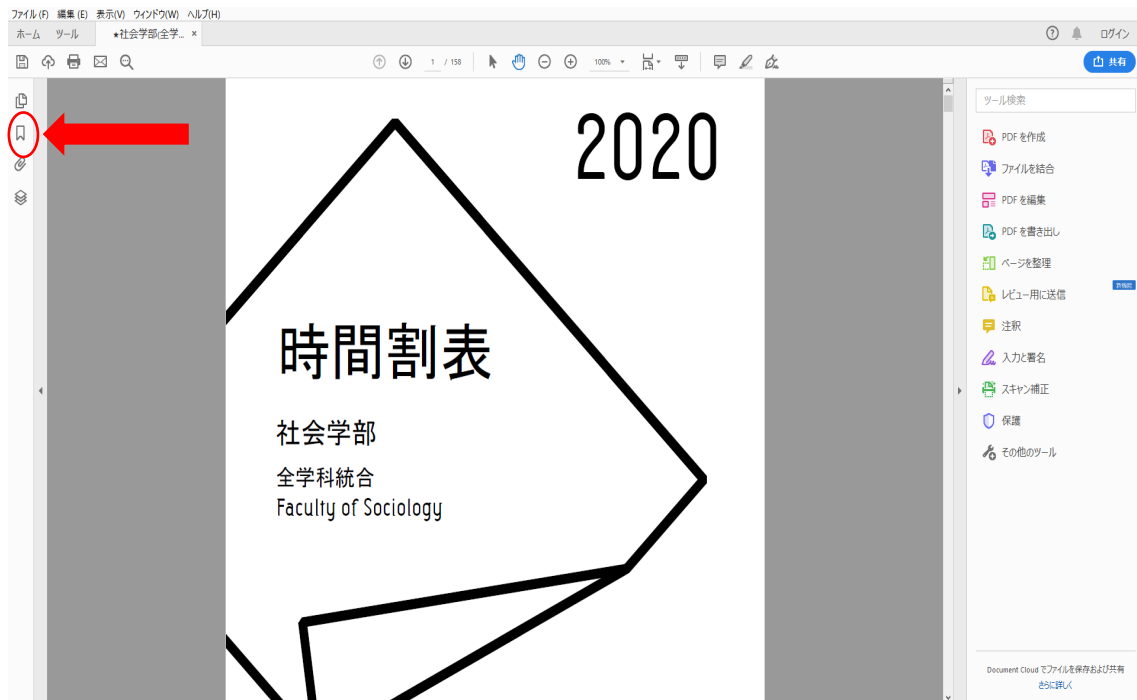 ファイル(F) 編集(E) 表示(V) ウィンドウ(W) ヘルプ(H)
ホーム ツール ★社会学部(全学... × ログイン
1 / 158 100% 共有
ツール検索
PDF を作成
ファイルを結合
PDF を編集
PDF を書き出し
ページを整理
レビュー用に送信 新機能
注釈
入力と署名
スキャン補正
保護
その他のツール
2020
時間割表
社会学部
全学科統合
Faculty of Sociology
Document Cloud でファイルを保存および共有
さらに詳しく